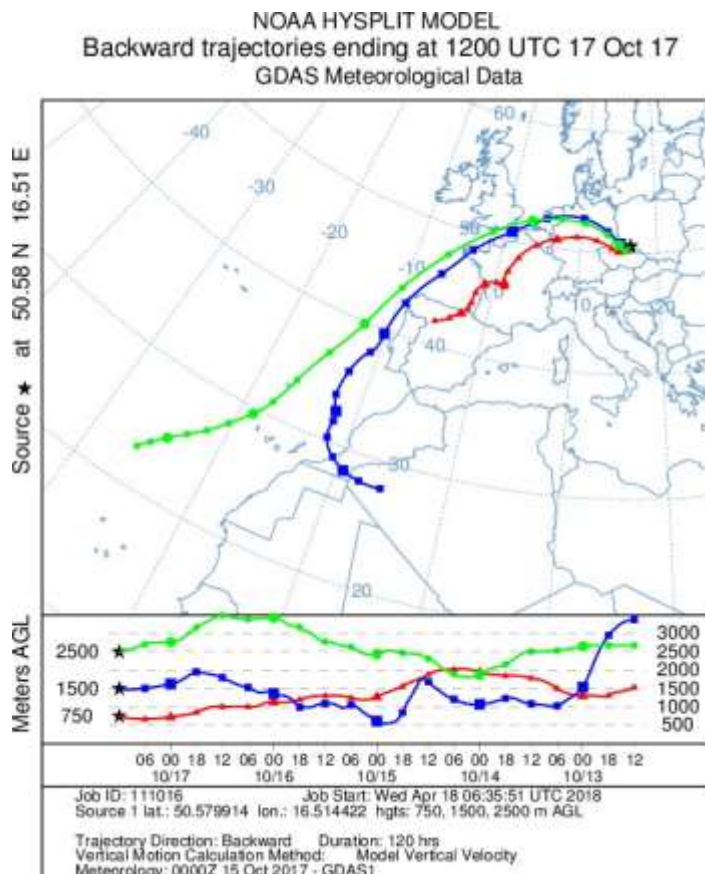 NOAA HYSPLIT MODEL
Backward trajectories ending at 1200 UTC 17 Oct 17
GDAS Meteorological Data
Source ★ at 50.58 N 16.51 E
-40
-30
-20
-10
60
50
40
30
20
10
0
Meters AGL
2500
1500
750
3000
2500
2000
1500
1000
500
06 00 18 12 06 00 18 12 06 00 18 12 06 00 18 12 06 00 18 12
10/17 10/16 10/15 10/14 10/13
Job ID: 111016 Job Start: Wed Apr 18 06:35:51 UTC 2018
Source 1 lat.: 50.579914 lon.: 16.514422 hgts: 750, 1500, 2500 m AGL
Trajectory Direction: Backward Duration: 120 hrs
Vertical Motion Calculation Method: Model Vertical Velocity
Meteorology: 0000Z 15 Oct 2017 - GDAS1